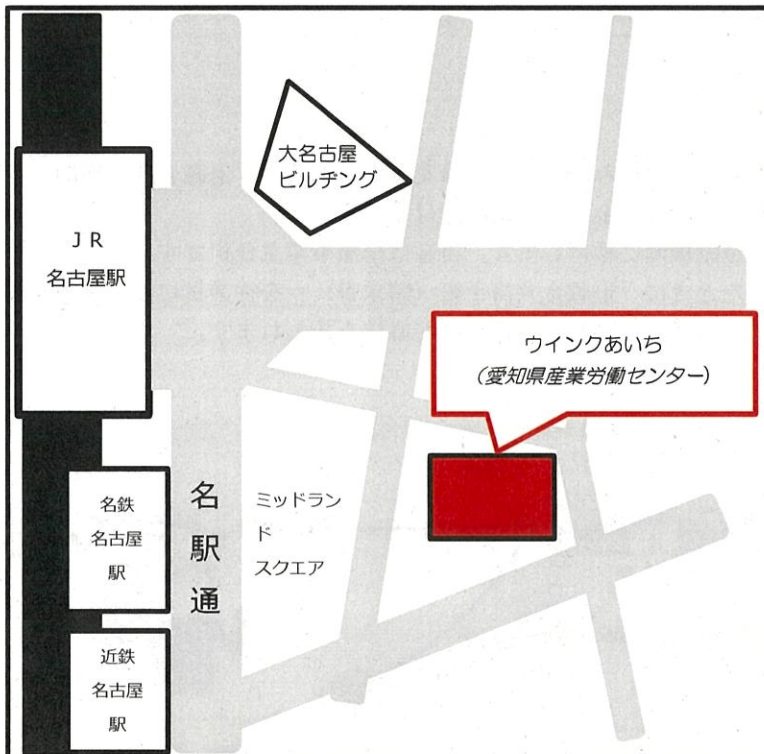 大名古屋
ビルヂング
ＪＲ
名古屋駅
ウインクあいち
（愛知県産業労働センター）
名鉄
名古屋
駅
名駅通
ミッドラン
ド
スクエア
近鉄
名古屋
駅